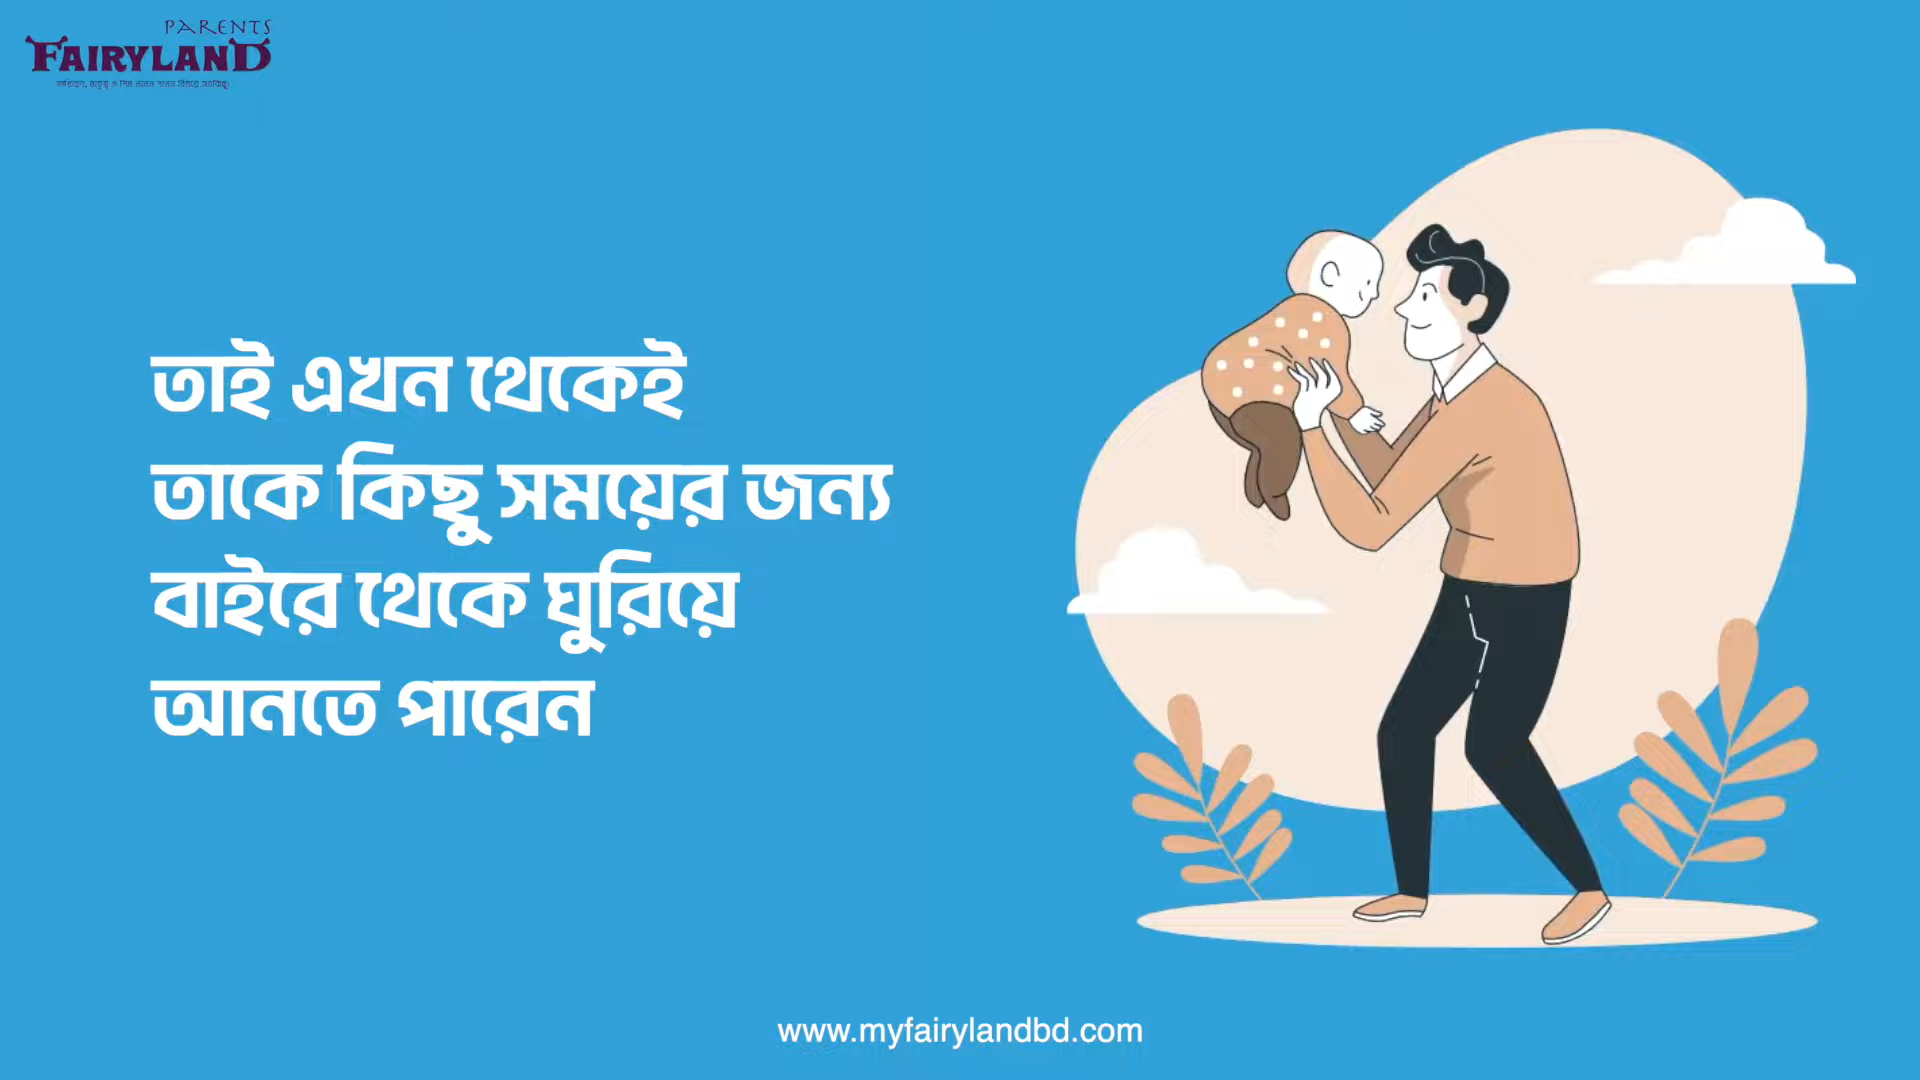 PARENTS
FAIRYLAND
তাই এখন থেকেই
তাকে কিছু সময়ের জন্য
বাইরে থেকে ঘুরিয়ে
আনতে পারেন
www.myfairylandbd.com